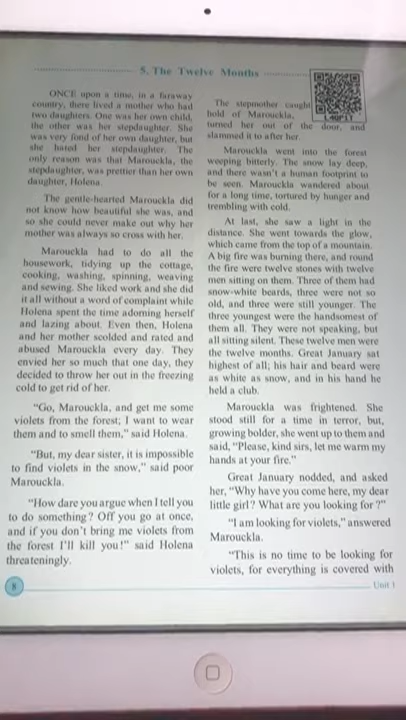 5. The Twelve Months
ONCE upon a time, in a faraway
country, there lived a mother who had
two daughters. One was her own child,
the other was her stepdaughter. She
was very fond of her own daughter, but
she hated her stepdaughter. The
only reason was that Marouckla, the
stepdaughter, was prettier than her own
daughter, Holena.
The gentle-hearted Marouckla did
not know how beautiful she was, and
so she could never make out why her
mother was always so cross with her.
Marouckla had to do all the
housework, tidying up the cottage,
cooking, washing, spinning, weaving
and sewing. She liked work and she did
it all without a word of complaint while
Holena spent the time adorning herself
and lazing about. Even then, Holena
and her mother scolded and rated and
abused Marouckla every day. They
envied her so much that one day, they
decided to throw her out in the freezing
cold to get rid of her.
“Go, Marouckla, and get me some
violets from the forest; I want to wear
them and to smell them,” said Holena.
“But, my dear sister, it is impossible
to find violets in the snow,” said poor
Marouckla.
“How dare you argue when I tell you
to do something? Off you go at once,
and if you don’t bring me violets from
the forest I’ll kill you!” said Holena
threateningly.
8
L4QP1T
The stepmother caught
hold of Marouckla,
turned her out of the door, and
slammed it to after her.
Marouckla went into the forest
weeping bitterly. The snow lay deep,
and there wasn’t a human footprint to
be seen. Marouckla wandered about
for a long time, tortured by hunger and
trembling with cold.
At last, she saw a light in the
distance. She went towards the glow,
which came from the top of a mountain.
A big fire was burning there, and round
the fire were twelve stones with twelve
men sitting on them. Three of them had
snow-white beards, three were not so
old, and three were still younger. The
three youngest were the handsomest of
them all. They were not speaking, but
all sitting silent. These twelve men were
the twelve months. Great January sat
highest of all; his hair and beard were
as white as snow, and in his hand he
held a club.
Marouckla was frightened. She
stood still for a time in terror, but,
growing bolder, she went up to them and
said, “Please, kind sirs, let me warm my
hands at your fire.”
Great January nodded, and asked
her, “Why have you come here, my dear
little girl? What are you looking for ?”
“I am looking for violets,” answered
Marouckla.
“This is no time to be looking for
violets, for everything is covered with
Unit 1